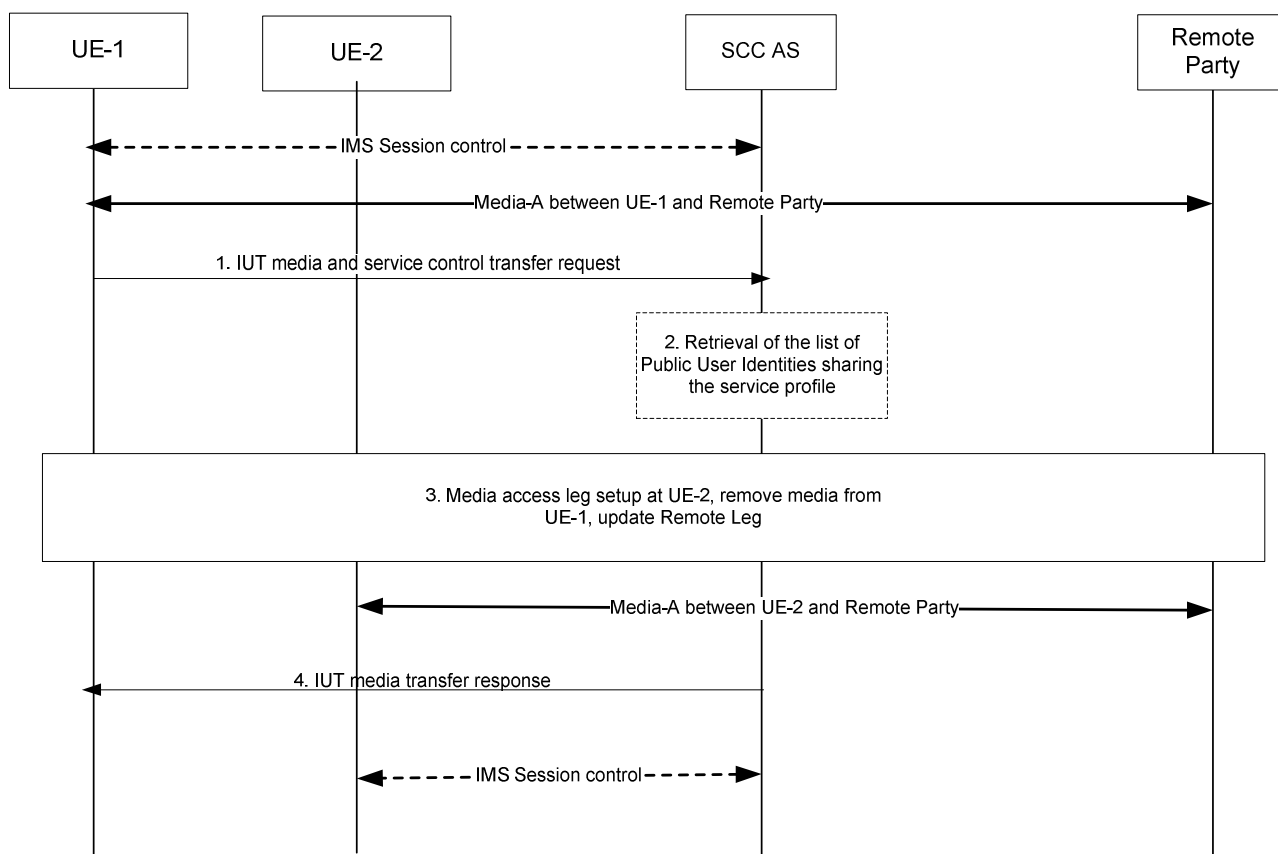 UE-1
UE-2
SCC AS
Remote
Party
IMS Session control
Media-A between UE-1 and Remote Party
1. IUT media and service control transfer request
2. Retrieval of the list of
Public User Identities sharing
the service profile
3. Media access leg setup at UE-2, remove media from
UE-1, update Remote Leg
Media-A between UE-2 and Remote Party
4. IUT media transfer response
IMS Session control